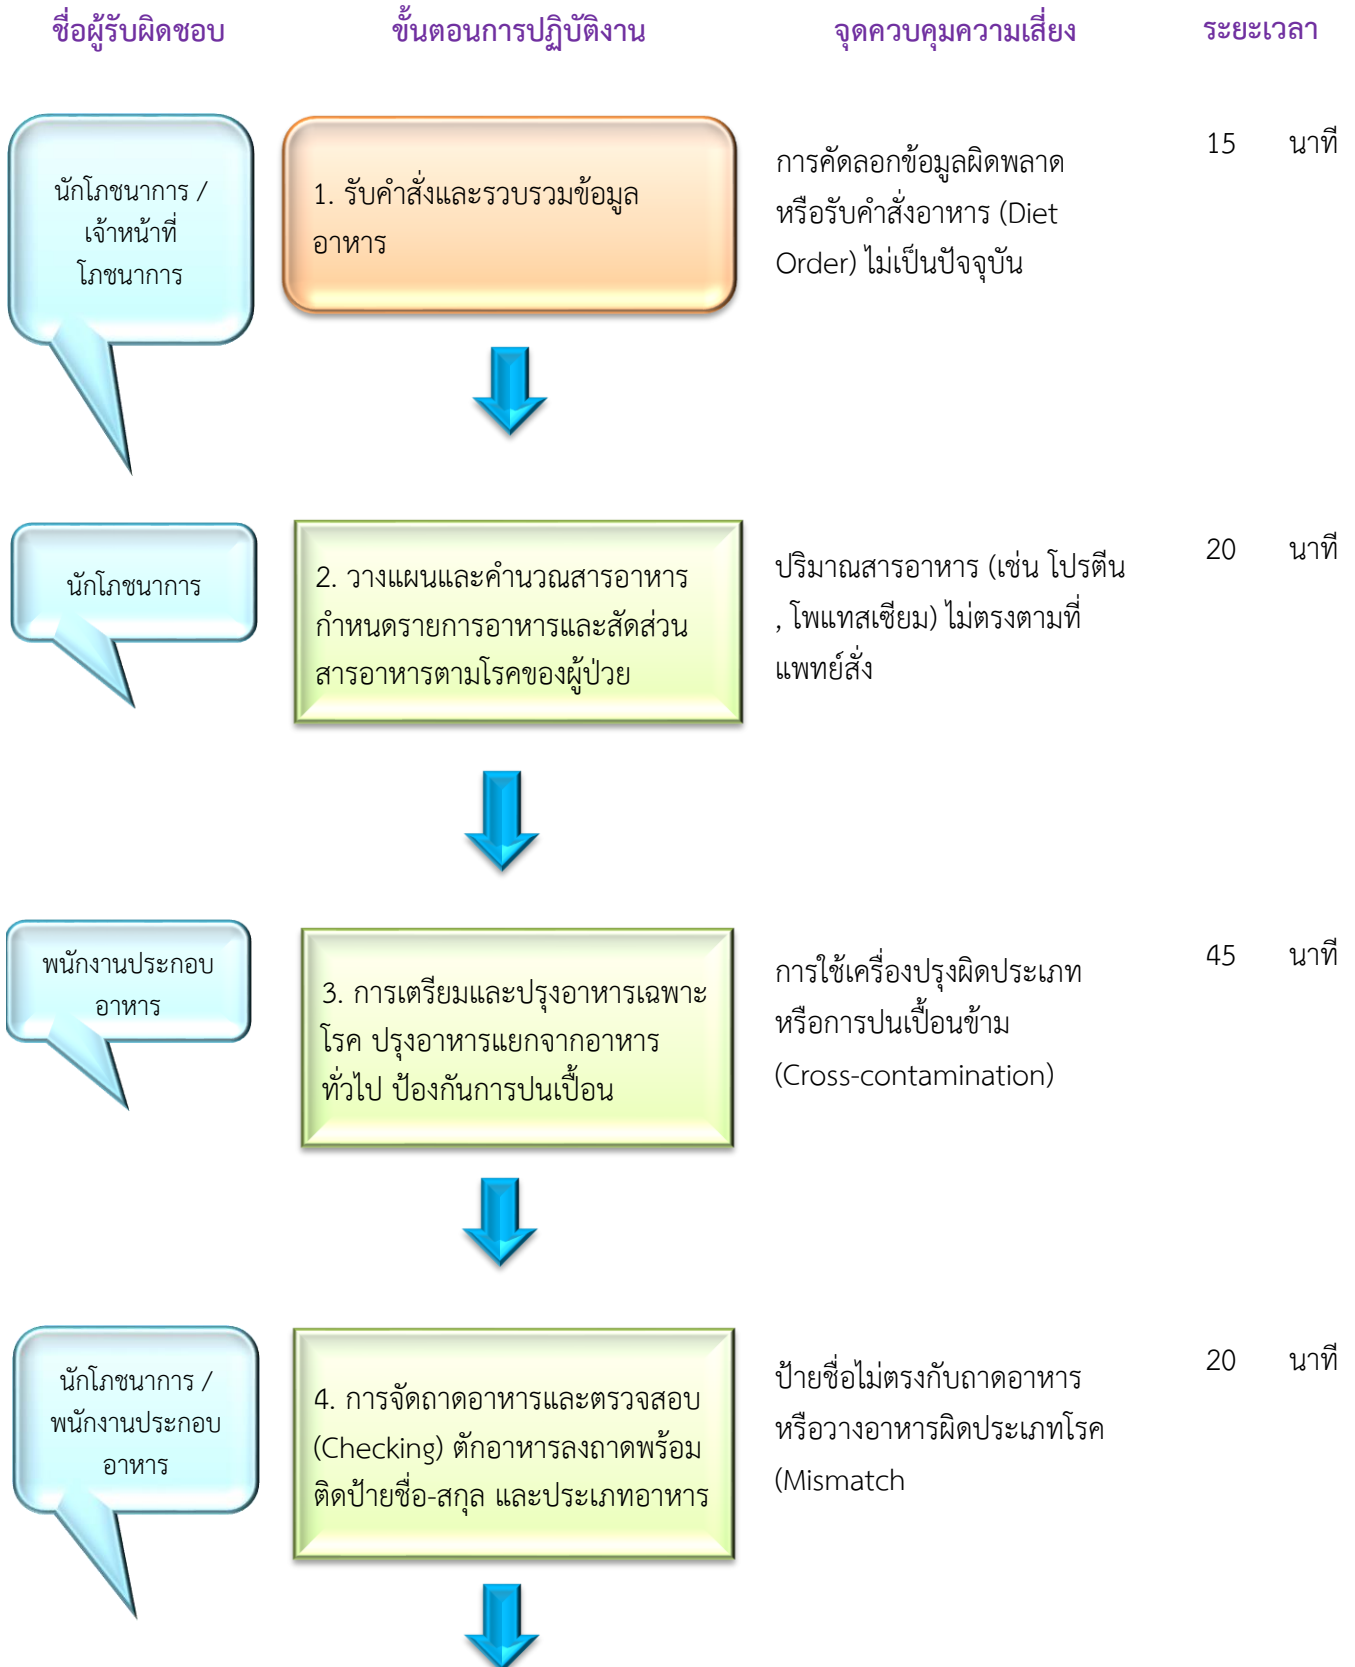 ชื่อผู้รับผิดชอบ ขั้นตอนการปฏิบัติงาน จุดควบคุมความเสี่ยง ระยะเวลา
นักโภชนาการ /
เจ้าหน้าที่
โภชนาการ
1. รับคำสั่งและรวบรวมข้อมูล
อาหาร
การคัดลอกข้อมูลผิดพลาด
หรือรับคำสั่งอาหาร (Diet
Order) ไม่เป็นปัจจุบัน
15 นาที
นักโภชนาการ
2. วางแผนและคำนวณสารอาหาร
กำหนดรายการอาหารและสัดส่วน
สารอาหารตามโรคของผู้ป่วย
ปริมาณสารอาหาร (เช่น โปรตีน
, โพแทสเซียม) ไม่ตรงตามที่
แพทย์สั่ง
20 นาที
พนักงานประกอบ
อาหาร
3. การเตรียมและปรุงอาหารเฉพาะ
โรค ปรุงอาหารแยกจากอาหาร
ทั่วไป ป้องกันการปนเปื้อน
การใช้เครื่องปรุงผิดประเภท
หรือการปนเปื้อนข้าม
(Cross-contamination)
45 นาที
นักโภชนาการ /
พนักงานประกอบ
อาหาร
4. การจัดถาดอาหารและตรวจสอบ
(Checking) ตักอาหารลงถาดพร้อม
ติดป้ายชื่อ-สกุล และประเภทอาหาร
ป้ายชื่อไม่ตรงกับถาดอาหาร
หรือวางอาหารผิดประเภทโรค
(Mismatch
20 นาที